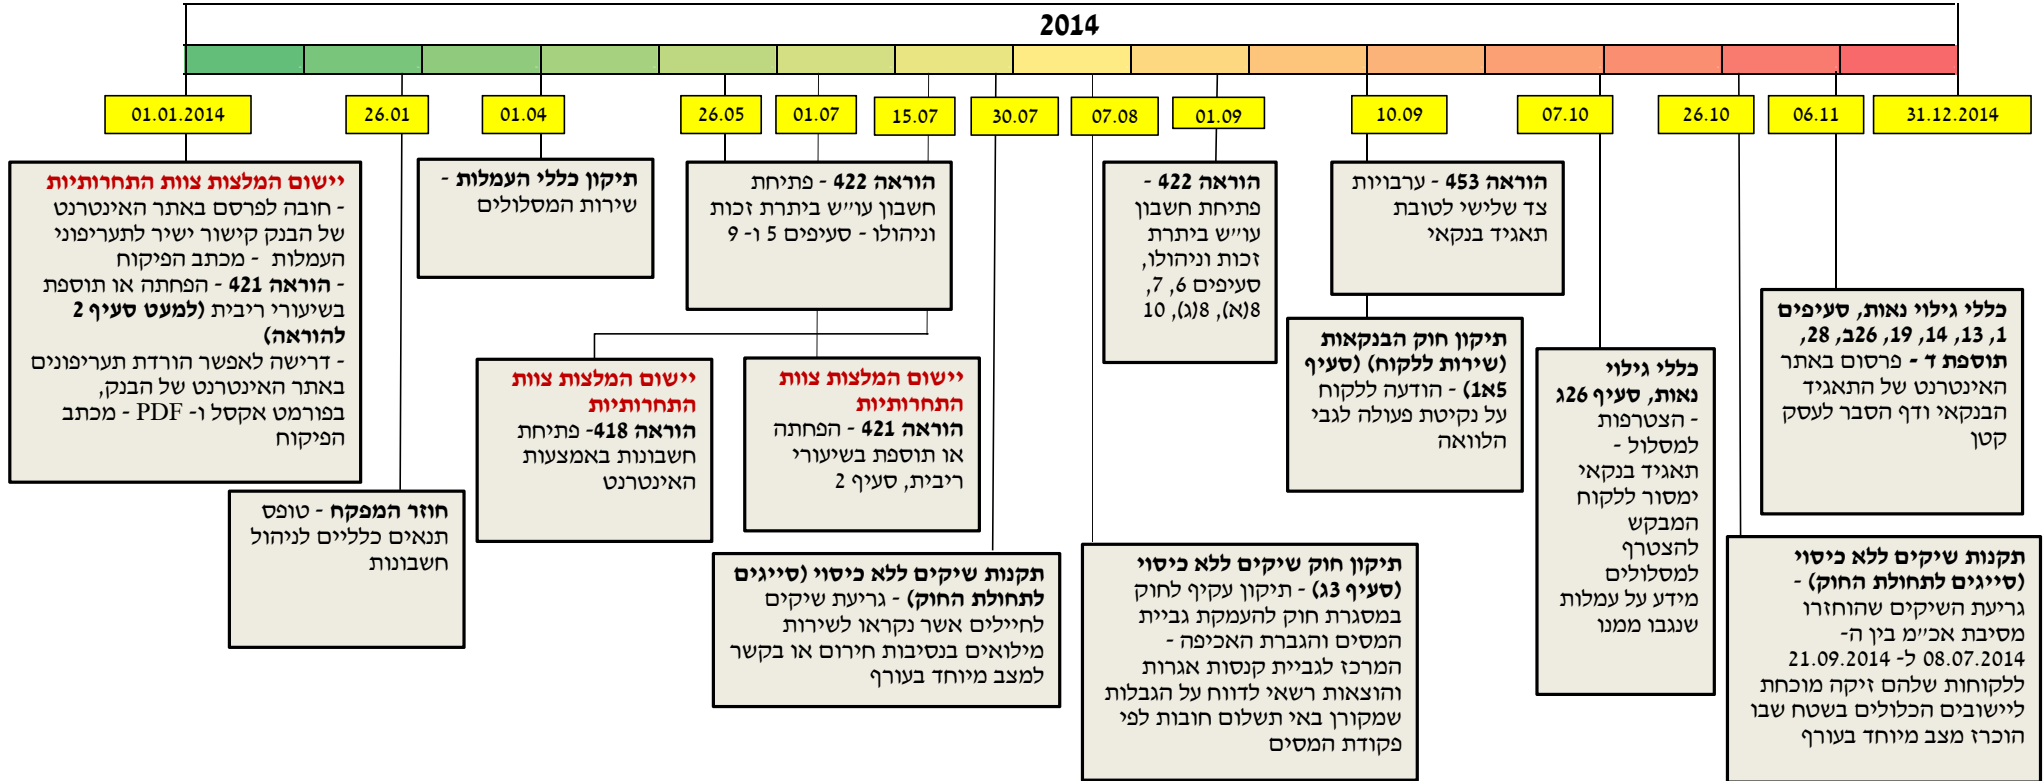 2014
01.01.2014
26.01
01.04
26.05
01.07
15.07
30.07
07.08
01.09
10.09
07.10
26.10
06.11
31.12.2014
יישום המלצות צוות התחרותיות
- חובה לפרסם באתר האינטרנט
של הבנק קישור ישיר לתעריפוני
העמלות - מכתב הפיקוח
- הוראה 421 - הפחתה או תוספת
בשיעורי ריבית (למעט סעיף 2
להוראה)
- דרישה לאפשר הורדת תעריפונים
באתר האינטרנט של הבנק,
בפורמט אקסל ו- PDF - מכתב
הפיקוח
חוזר המפקח - טופס
תנאים כלליים לניהול
חשבונות
תיקון כללי העמלות -
שירות המסלולים
הוראה 422 - פתיחת
חשבון עו״ש ביתרת זכות
וניהולו - סעיפים 5 ו- 9
יישום המלצות צוות
התחרותיות
הוראה 421 - הפחתה
או תוספת בשיעורי
ריבית, סעיף 2
יישום המלצות צוות
התחרותיות
הוראה 418- פתיחת
חשבונות באמצעות
האינטרנט
תקנות שיקים ללא כיסוי (סייגים
לתחולת החוק) - גריעת שיקים
לחיילים אשר נקראו לשירות
מילואים בנסיבות חירום או בקשר
למצב מיוחד בעורף
תיקון חוק שיקים ללא כיסוי
(סעיף 3ג) - תיקון עקיף לחוק
במסגרת חוק להעמקת גביית
המסים והגברת האכיפה -
המרכז לגביית קנסות אגרות
והוצאות רשאי לדווח על הגבלות
שמקורן באי תשלום חובות לפי
פקודת המסים
הוראה 422 -
פתיחת חשבון
עו״ש ביתרת
זכות וניהולו,
סעיפים 6, 7,
8(א), 8(ג), 10
הוראה 453 - ערבויות
צד שלישי לטובת
תאגיד בנקאי
תיקון חוק הבנקאות
(שירות ללקוח) (סעיף
5א1) - הודעה ללקוח
על נקיטת פעולה לגבי
הלוואה
כללי גילוי
נאות, סעיף 26ג
- הצטרפות
למסלול -
תאגיד בנקאי
ימסור ללקוח
המבקש
להצטרף
למסלולים
מידע על עמלות
שנגבו ממנו
תקנות שיקים ללא כיסוי
(סייגים לתחולת החוק) -
גריעת השיקים שהוחזרו
מסיבת אכ״מ בין ה-
08.07.2014 ל- 21.09.2014
ללקוחות שלהם זיקה מוכחת
ליישובים הכלולים בשטח שבו
הוכרז מצב מיוחד בעורף
כללי גילוי נאות, סעיפים
1, 13, 14, 19, 26ב, 28,
תוספת ד - פרסום באתר
האינטרנט של התאגיד
הבנקאי ודף הסבר לעסק
קטן